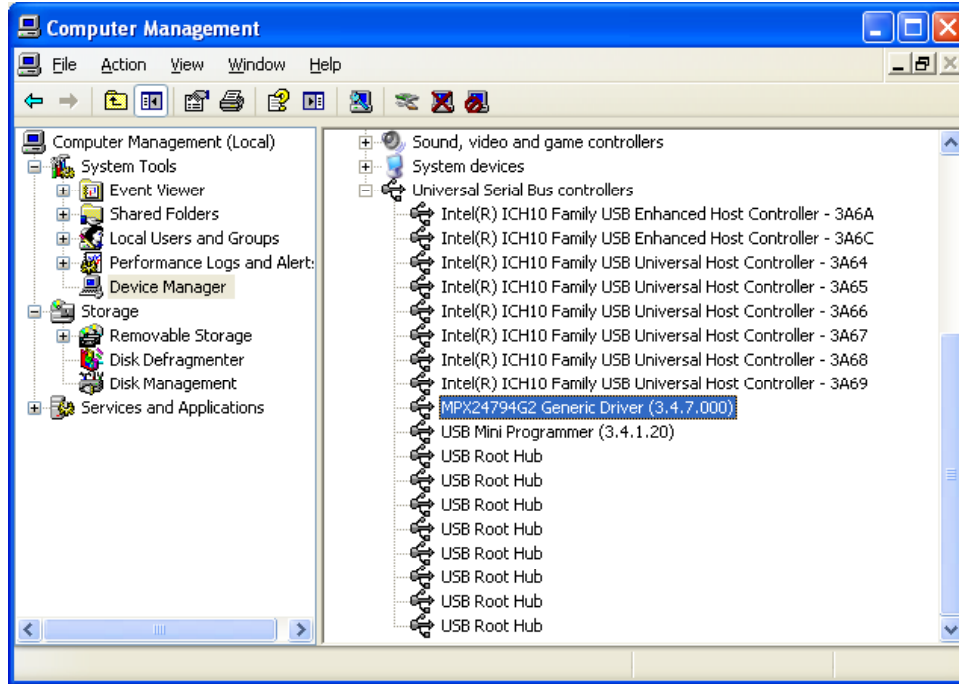 Computer Management
File Action View Window Help
Computer Management (Local)
System Tools
Event Viewer
Shared Folders
Local Users and Groups
Performance Logs and Alert:
Device Manager
Storage
Removable Storage
Disk Defragmenter
Disk Management
Services and Applications
Sound, video and game controllers
System devices
Universal Serial Bus controllers
Intel(R) ICH10 Family USB Enhanced Host Controller - 3A6A
Intel(R) ICH10 Family USB Enhanced Host Controller - 3A6C
Intel(R) ICH10 Family USB Universal Host Controller - 3A64
Intel(R) ICH10 Family USB Universal Host Controller - 3A65
Intel(R) ICH10 Family USB Universal Host Controller - 3A66
Intel(R) ICH10 Family USB Universal Host Controller - 3A67
Intel(R) ICH10 Family USB Universal Host Controller - 3A68
Intel(R) ICH10 Family USB Universal Host Controller - 3A69
MPX24794G2 Generic Driver (3.4.7.000)
USB Mini Programmer (3.4.1.20)
USB Root Hub
USB Root Hub
USB Root Hub
USB Root Hub
USB Root Hub
USB Root Hub
USB Root Hub
USB Root Hub